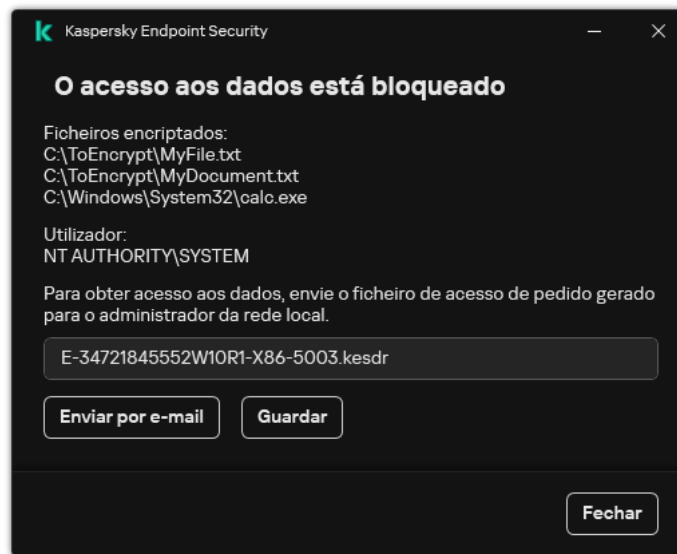 Kaspersky Endpoint Security
O acesso aos dados está bloqueado
Ficheiros encriptados:
C:\ToEncrypt\MyFile.txt
C:\ToEncrypt\MyDocument.txt
C:\Windows\System32\calc.exe
Utilizador:
NT AUTHORITY\SYSTEM
Para obter acesso aos dados, envie o ficheiro de acesso de pedido gerado
para o administrador da rede local.
E-34721845552W10R1-X86-5003.kesdr
Enviar por e-mail
Guardar
Fechar